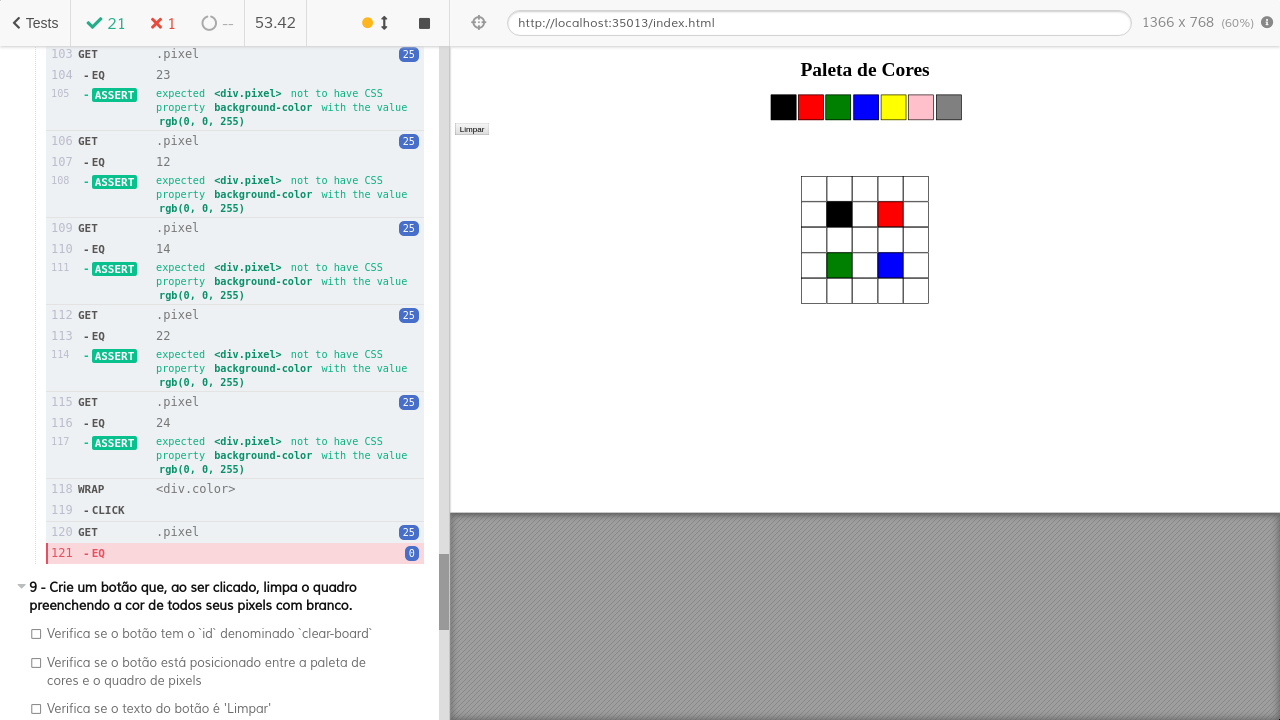 Tests 21 1 -- 53.42
http://localhost:35013/index.html 1366 x 768 (60%)
103 GET .pixel 25
104 - EQ 23
105 - ASSERT expected <div.pixel> not to have CSS
property background-color with the value
rgb(0, 0, 255)
106 GET .pixel 25
107 - EQ 12
108 - ASSERT expected <div.pixel> not to have CSS
property background-color with the value
rgb(0, 0, 255)
109 GET .pixel 25
110 - EQ 14
111 - ASSERT expected <div.pixel> not to have CSS
property background-color with the value
rgb(0, 0, 255)
112 GET .pixel 25
113 - EQ 22
114 - ASSERT expected <div.pixel> not to have CSS
property background-color with the value
rgb(0, 0, 255)
115 GET .pixel 25
116 - EQ 24
117 - ASSERT expected <div.pixel> not to have CSS
property background-color with the value
rgb(0, 0, 255)
118 WRAP <div.color>
119 - CLICK
120 GET .pixel 25
121 - EQ 0
9 - Crie um botão que, ao ser clicado, limpa o quadro
preenchendo a cor de todos seus pixels com branco.
Verifica se o botão tem o `id` denominado `clear-board`
Verifica se o botão está posicionado entre a paleta de
cores e o quadro de pixels
Verifica se o texto do botão é 'Limpar'
Paleta de Cores
Limpar